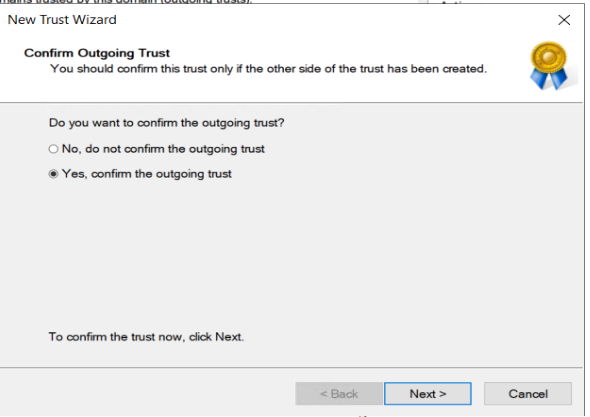 mains trusted by this domain (outgoing trusts):
New Trust Wizard
Confirm Outgoing Trust
You should confirm this trust only if the other side of the trust has been created.
Do you want to confirm the outgoing trust?
No, do not confirm the outgoing trust
Yes, confirm the outgoing trust
To confirm the trust now, click Next.
< Back Next > Cancel